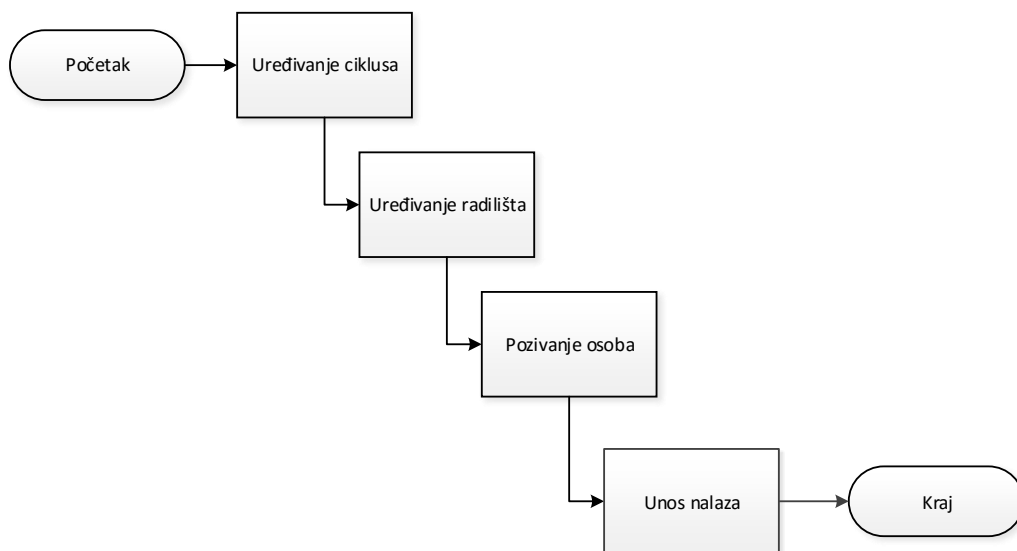 Početak
Uređivanje ciklusa
Uređivanje radilišta
Pozivanje osoba
Unos nalaza
Kraj